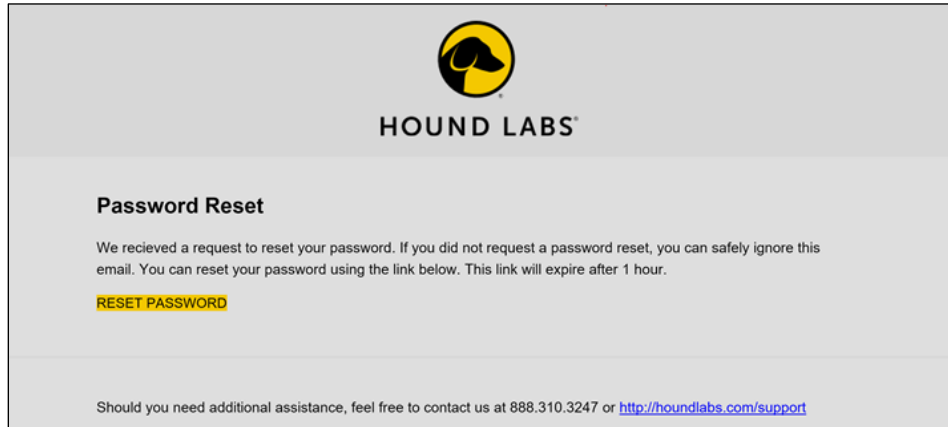 HOUND LABS®
Password Reset
We recieved a request to reset your password. If you did not request a password reset, you can safely ignore this
email. You can reset your password using the link below. This link will expire after 1 hour.
RESET PASSWORD
Should you need additional assistance, feel free to contact us at 888.310.3247 or http://houndlabs.com/support